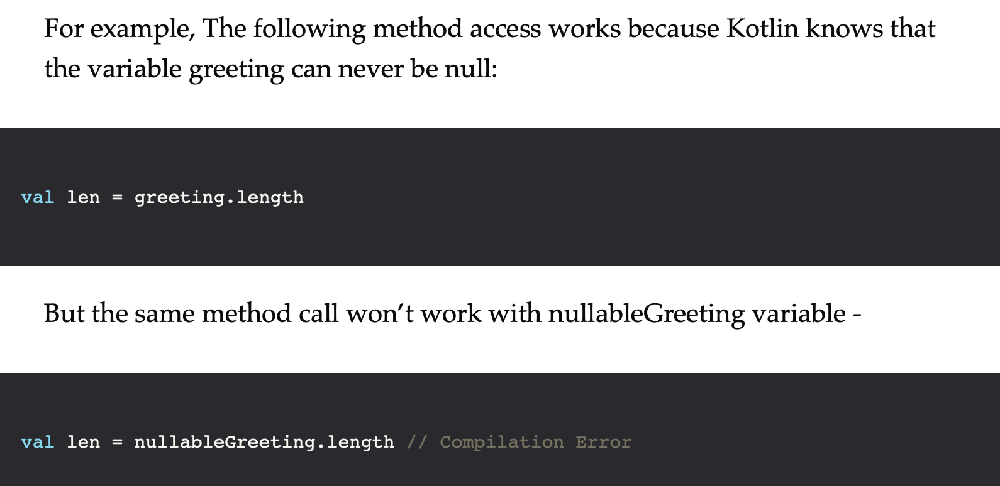 For example, The following method access works because Kotlin knows that
the variable greeting can never be null:
val len = greeting.length
But the same method call won’t work with nullableGreeting variable -
val len = nullableGreeting.length // Compilation Error